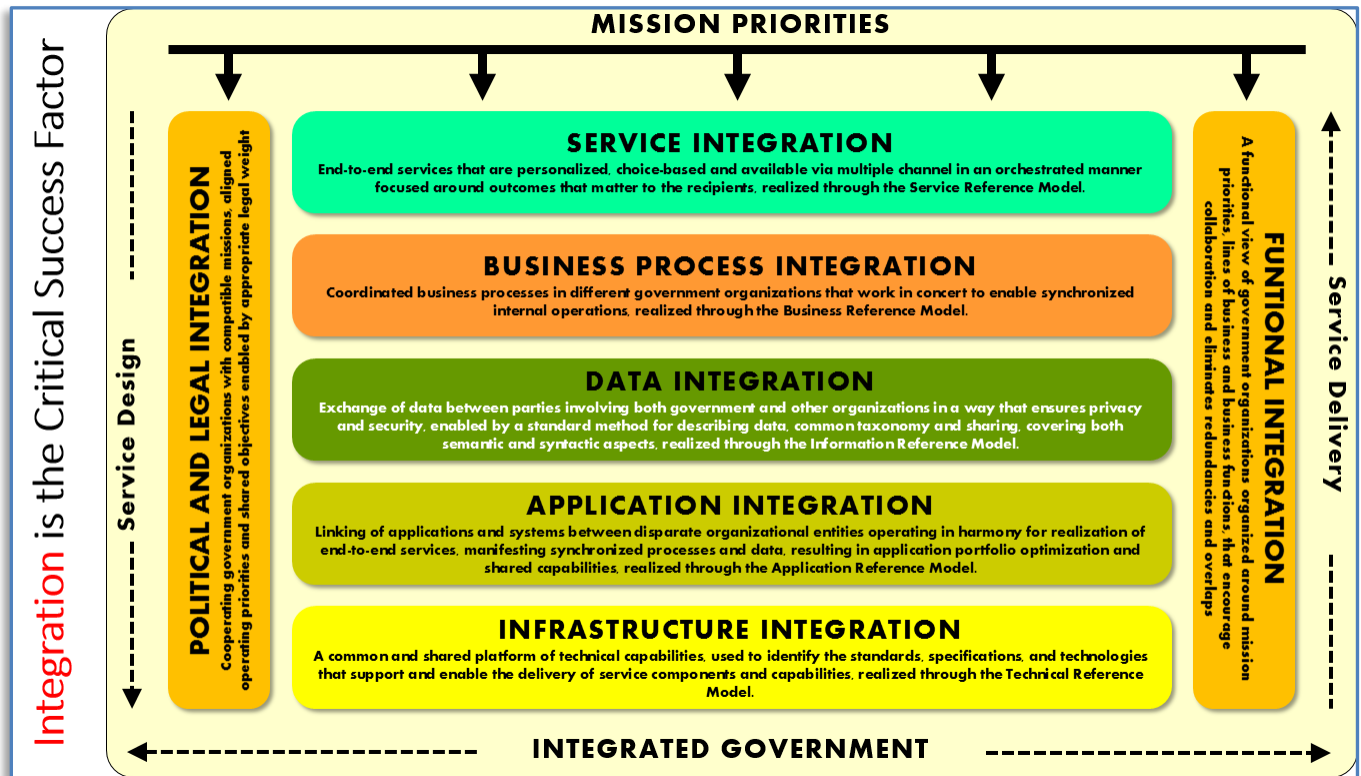 Integration is the Critical Success Factor
MISSION PRIORITIES
Service Design
POLITICAL AND LEGAL INTEGRATION
Cooperating government organizations with compatible missions, aligned
operating priorities and shared objectives enabled by appropriate legal weight
SERVICE INTEGRATION
End-to-end services that are personalized, choice-based and available via multiple channel in an orchestrated manner
focused around outcomes that matter to the recipients, realized through the Service Reference Model.
BUSINESS PROCESS INTEGRATION
Coordinated business processes in different government organizations that work in concert to enable synchronized
internal operations, realized through the Business Reference Model.
DATA INTEGRATION
Exchange of data between parties involving both government and other organizations in a way that ensures privacy
and security, enabled by a standard method for describing data, common taxonomy and sharing, covering both
semantic and syntactic aspects, realized through the Information Reference Model.
APPLICATION INTEGRATION
Linking of applications and systems between disparate organizational entities operating in harmony for realization of
end-to-end services, manifesting synchronized processes and data, resulting in application portfolio optimization and
shared capabilities, realized through the Application Reference Model.
INFRASTRUCTURE INTEGRATION
A common and shared platform of technical capabilities, used to identify the standards, specifications, and technologies
that support and enable the delivery of service components and capabilities, realized through the Technical Reference
Model.
FUNTIONAL INTEGRATION
A functional view of government organizations organized around mission
priorities, lines of business and business functions, that encourage
collaboration and eliminates redundancies and overlaps
Service Delivery
INTEGRATED GOVERNMENT